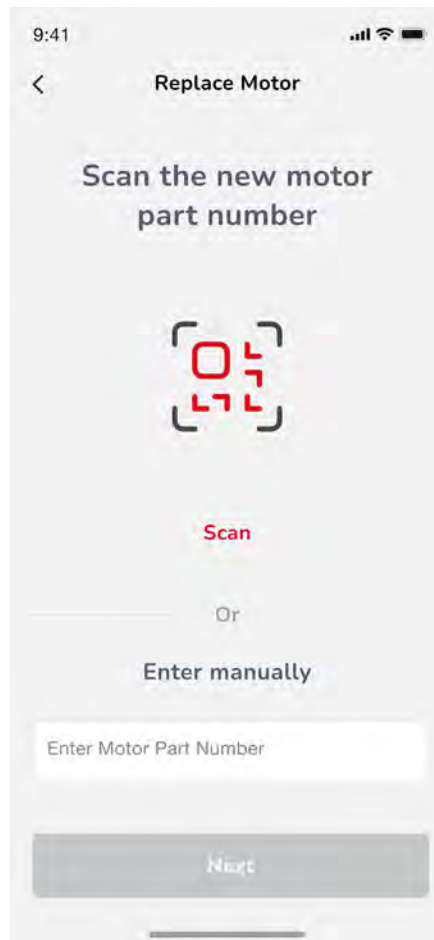 9:41
Replace Motor
Scan the new motor
part number
Scan
Or
Enter manually
Enter Motor Part Number
Next